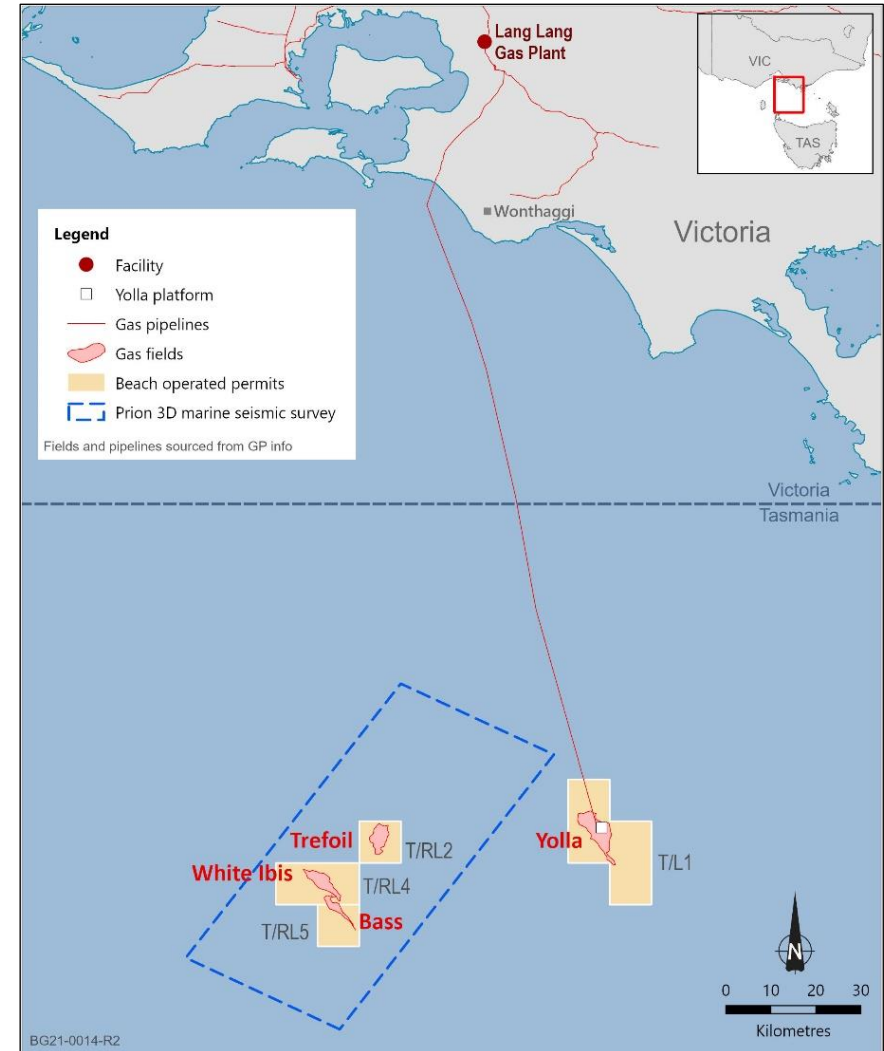 Lang Lang
Gas Plant
VIC
TAS
Wonthaggi
Victoria
Legend
Facility
Yolla platform
Gas pipelines
Gas fields
Beach operated permits
Prion 3D marine seismic survey
Fields and pipelines sourced from GP info
Victoria
Tasmania
Trefoil
T/RL2
Yolla
T/L1
White Ibis
T/RL4
Bass
T/RL5
N
0 10 20 30
Kilometres
BG21-0014-R2